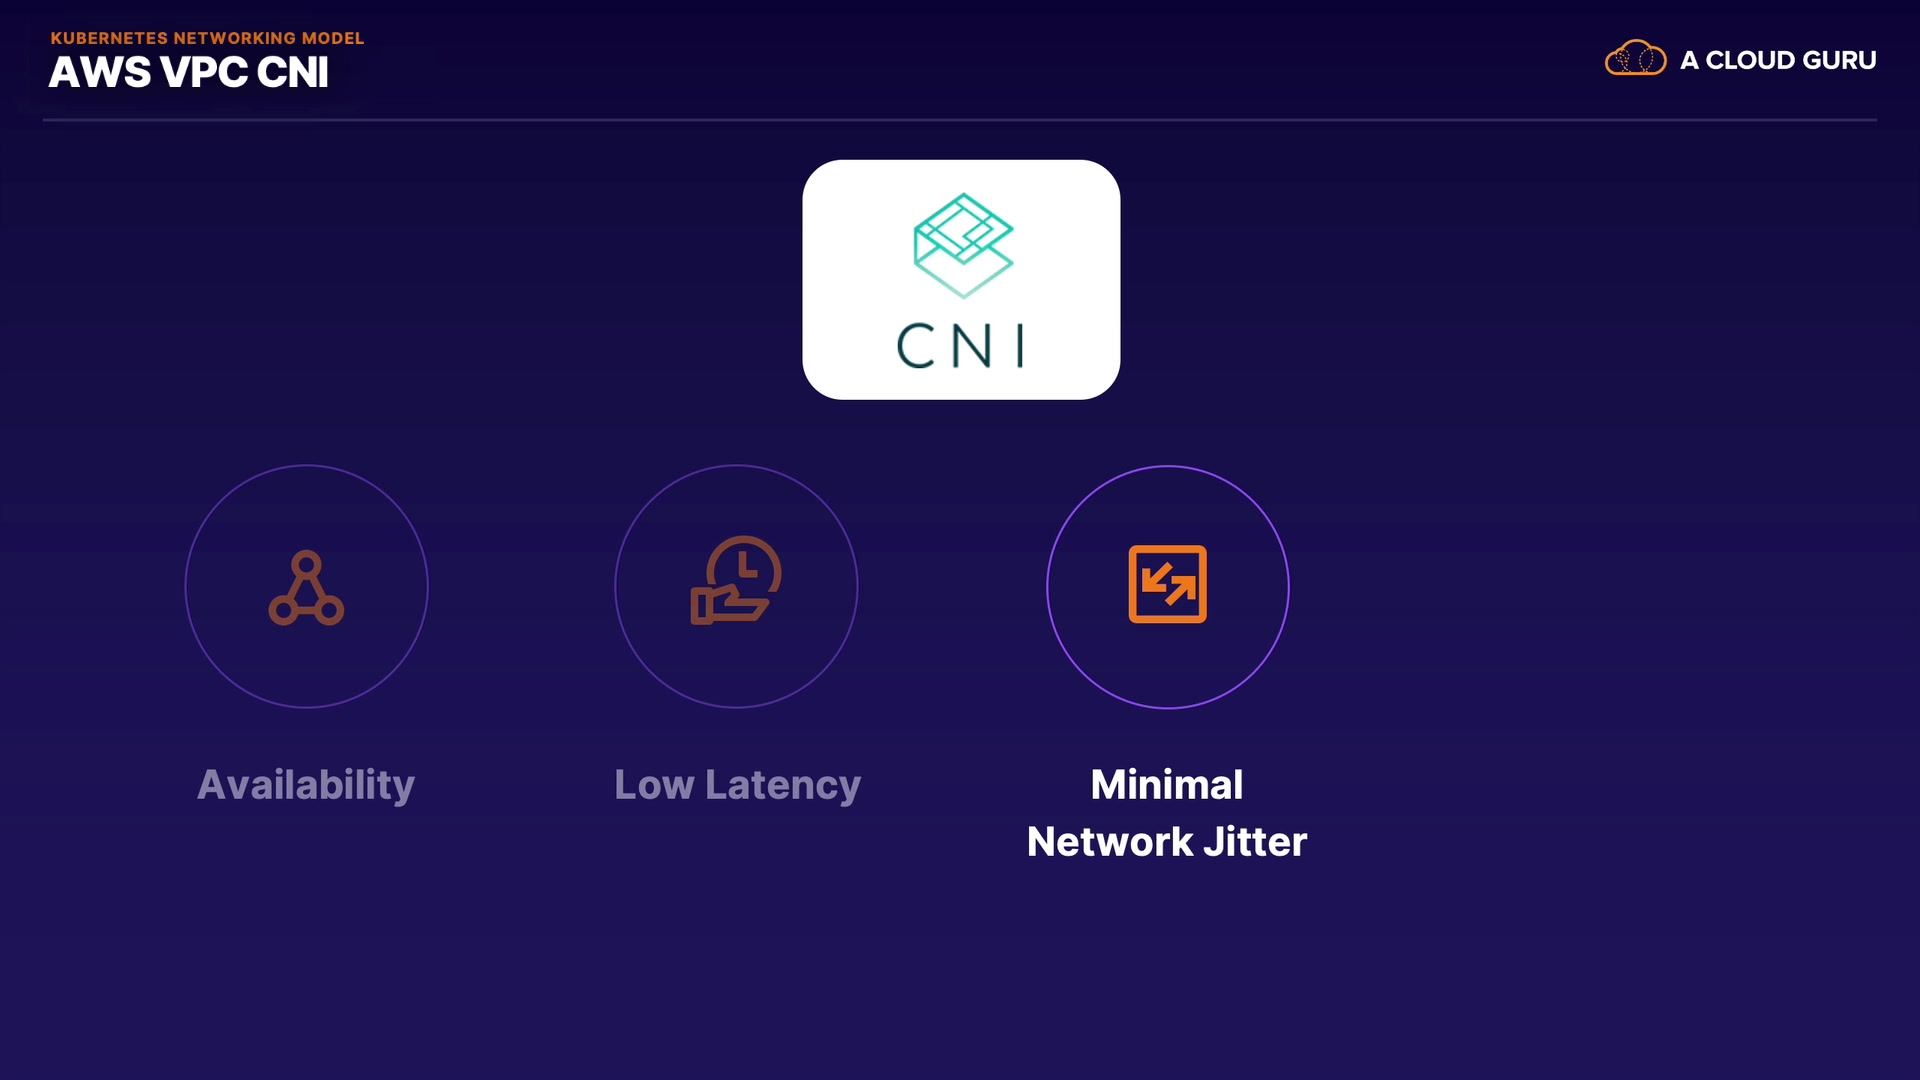 KUBERNETES NETWORKING MODEL
AWS VPC CNI
A CLOUD GURU
CNI
Availability
Low Latency
Minimal
Network Jitter